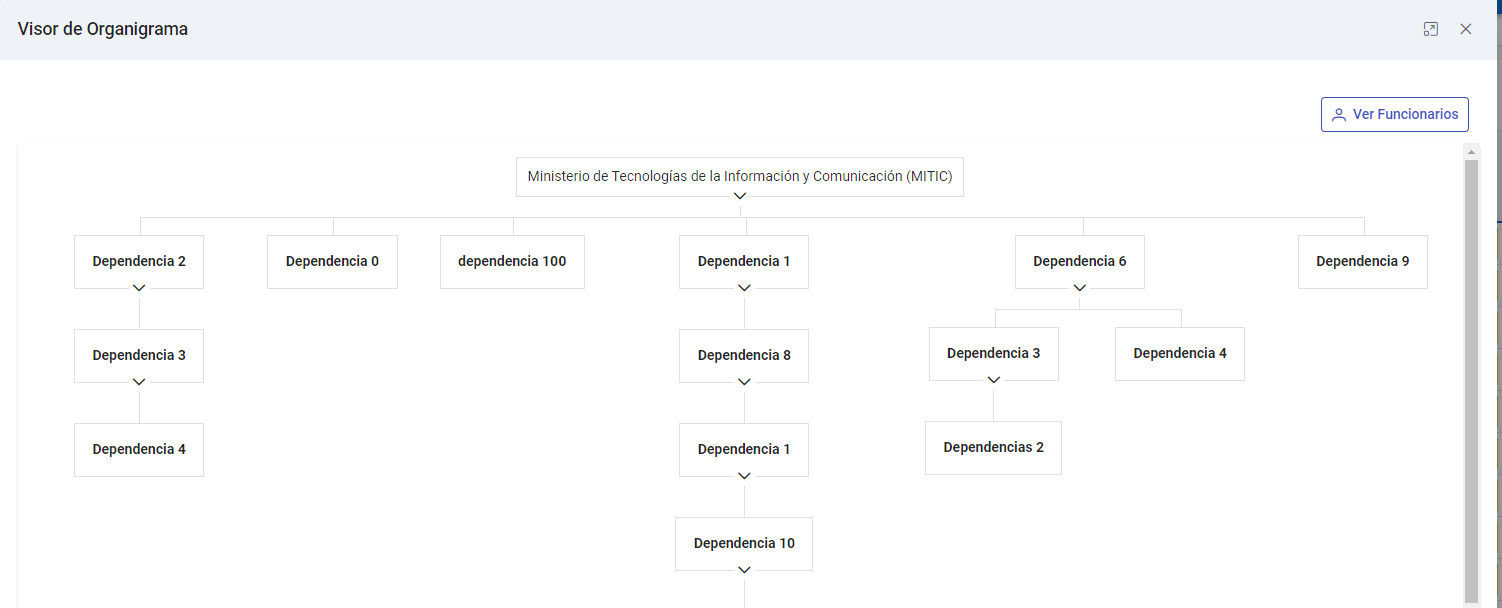 Visor de Organigrama
Ver Funcionarios
Ministerio de Tecnologías de la Información y Comunicación (MITIC)
Dependencia 2
Dependencia 0
dependencia 100
Dependencia 1
Dependencia 6
Dependencia 9
Dependencia 3
Dependencia 8
Dependencia 3
Dependencia 4
Dependencia 4
Dependencia 1
Dependencias 2
Dependencia 10